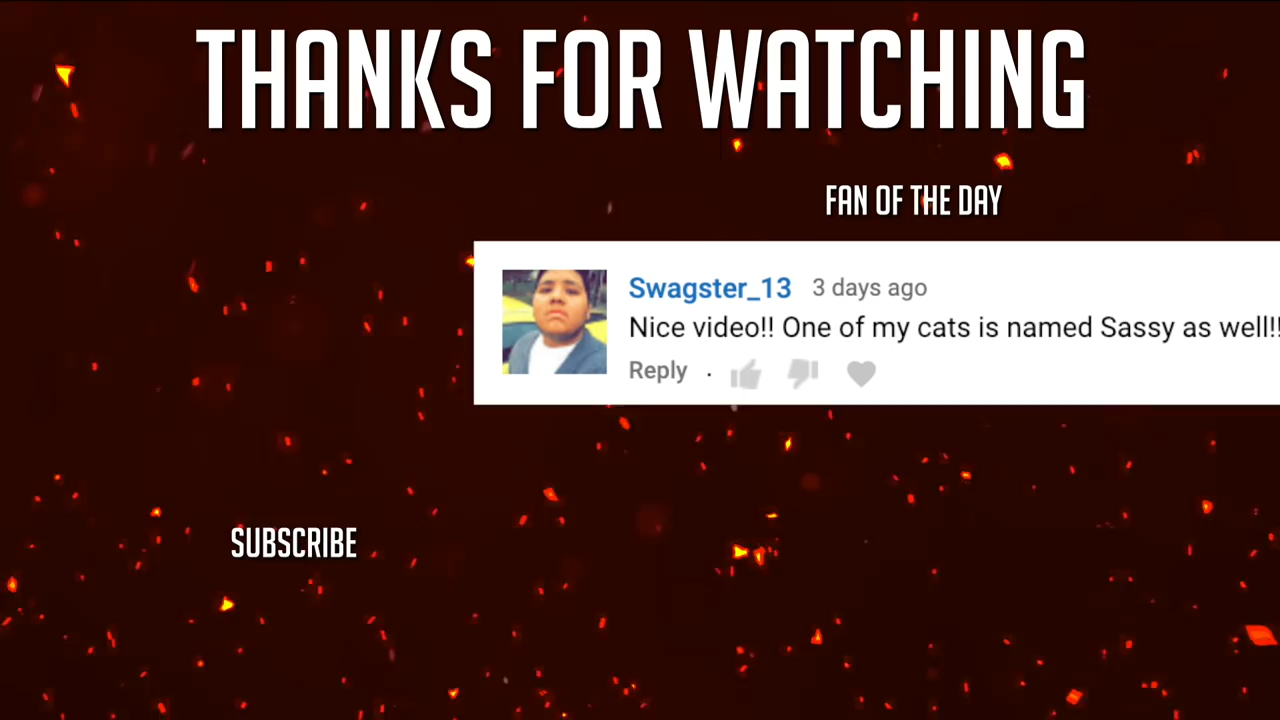 THANKS FOR WATCHING
FAN OF THE DAY
Swagster_13 3 days ago
Nice video!! One of my cats is named Sassy as well!!
Reply ·
SUBSCRIBE